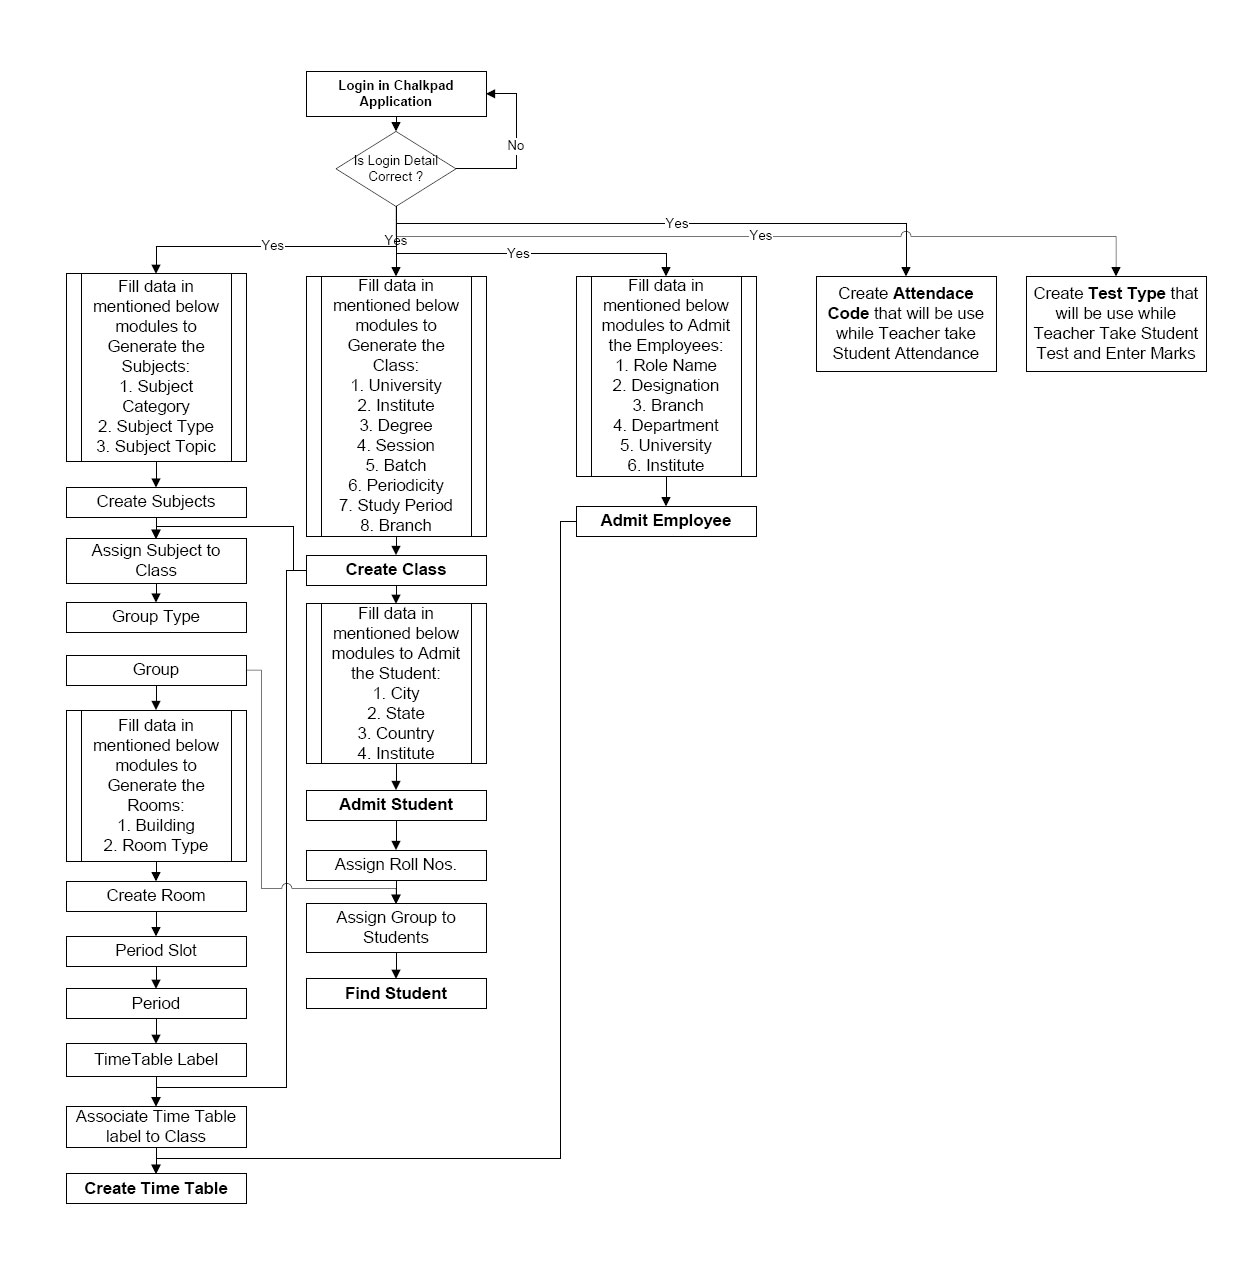 Login in Chalkpad
Application
No
Is Login Detail
Correct ?
Yes
Yes
Yes
Yes
Yes
Fill data in
mentioned below
modules to
Generate the
Subjects:
1. Subject
Category
2. Subject Type
3. Subject Topic
Create Subjects
Assign Subject to
Class
Group Type
Group
Fill data in
mentioned below
modules to
Generate the
Rooms:
1. Building
2. Room Type
Create Room
Period Slot
Period
TimeTable Label
Associate Time Table
label to Class
Create Time Table
Fill data in
mentioned below
modules to
Generate the
Class:
1. University
2. Institute
3. Degree
4. Session
5. Batch
6. Periodicity
7. Study Period
8. Branch
Create Class
Fill data in
mentioned below
modules to Admit
the Student:
1. City
2. State
3. Country
4. Institute
Admit Student
Assign Roll Nos.
Assign Group to
Students
Find Student
Fill data in
mentioned below
modules to Admit
the Employees:
1. Role Name
2. Designation
3. Branch
4. Department
5. University
6. Institute
Admit Employee
Create Attendace
Code that will be use
while Teacher take
Student Attendance
Create Test Type that
will be use while
Teacher Take Student
Test and Enter Marks